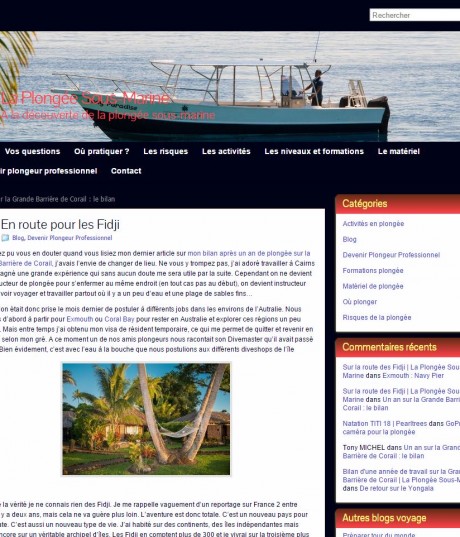 Rechercher
La Plongée Sous-Marine
A la découverte de la plongée sous-marine
Vos questions Où pratiquer ? Les risques Les activités Les niveaux et formations Le matériel
ir plongeur professionnel Contact
r la Grande Barrière de Corail : le bilan
En route pour les Fidji
Blog, Devenir Plongeur Professionnel
ez pu vous en douter quand vous lisiez mon dernier article sur mon bilan après un an de plongée sur la
Barrière de Corail, j'avais l'envie de changer de lieu. Ne vous y trompez pas, j'ai adoré travailler à Cairns
agné une grande expérience qui sans aucun doute me sera utile par la suite. Cependant on ne devient
ucteur de plongée pour s'enfermer au même endroit (en tout cas pas au début), on devient instructeur
voir voyager et travailler partout où il y a un peu d'eau et une plage de sables fins…
on était donc prise le mois dernier de postuler à différents jobs dans les environs de l'Autralie. Nous
s d'abord à partir pour Exmouth ou Coral Bay pour rester en Australie et explorer ces régions un peu
. Mais entre temps j'ai obtenu mon visa de résident temporaire, ce qui me permet de quitter et revenir en
selon mon gré. A ce moment un de nos amis plongeurs nous racontait son Divemaster qu'il avait passé
Bien évidement, c'est avec l'eau à la bouche que nous postulions aux différents diveshops de l'île
e la vérité je ne connais rien des Fidji. Je me rappelle vaguement d'un reportage sur France 2 entre
y a deux ans, mais cela ne va guère plus loin. L'aventure est donc totale. C'est un nouveau pays pour
ate. C'est aussi un nouveau type de vie. J'ai habité sur des continents, des îles indépendantes mais
ncore sur un véritable archipel d'îles. Les Fidji en comptent plus de 300 et je vivrai sur la troisième plus
Catégories
Activités en plongée
Blog
Devenir Plongeur Professionnel
Formations plongée
Matériel de plongée
Où plonger
Risques de la plongée
Commentaires récents
Sur la route des Fidji | La Plongée Sous-
Marine dans Exmouth : Navy Pier
Sur la route des Fidji | La Plongée Sous-
Marine dans Un an sur la Grande Barrière
Corail : le bilan
Natation TITI 18 | Pearltrees dans GoPro
caméra pour la plongée
Tony MICHEL dans Un an sur la Grande
Barrière de Corail : le bilan
Bilan d'une année de travail sur la Grande
Barrière de Corail | La Plongée Sous-M
dans De retour sur le Yongala
Autres blogs voyage
Préparer tour du monde